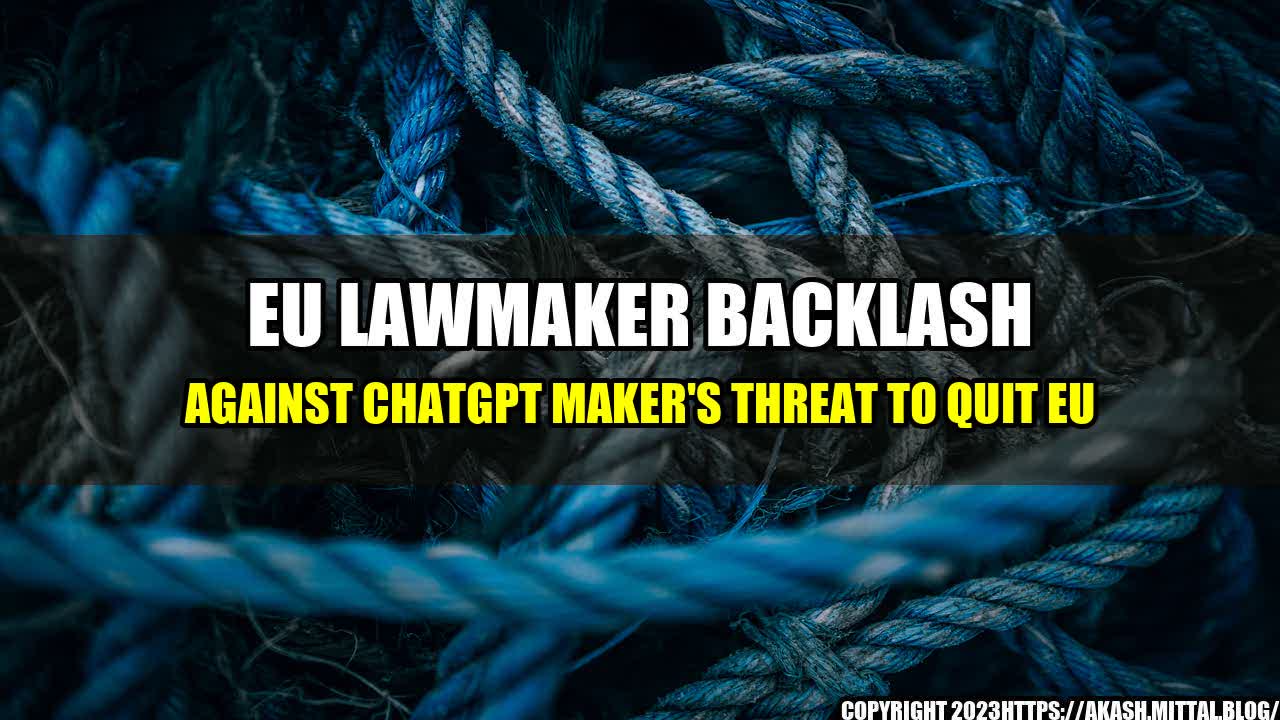 EU LAWMAKER BACKLASH
AGAINST CHATGPT MAKER'S THREAT TO QUIT EU
COPYRIGHT 2023HTTPS://AKASH.MITTAL.BLOG/